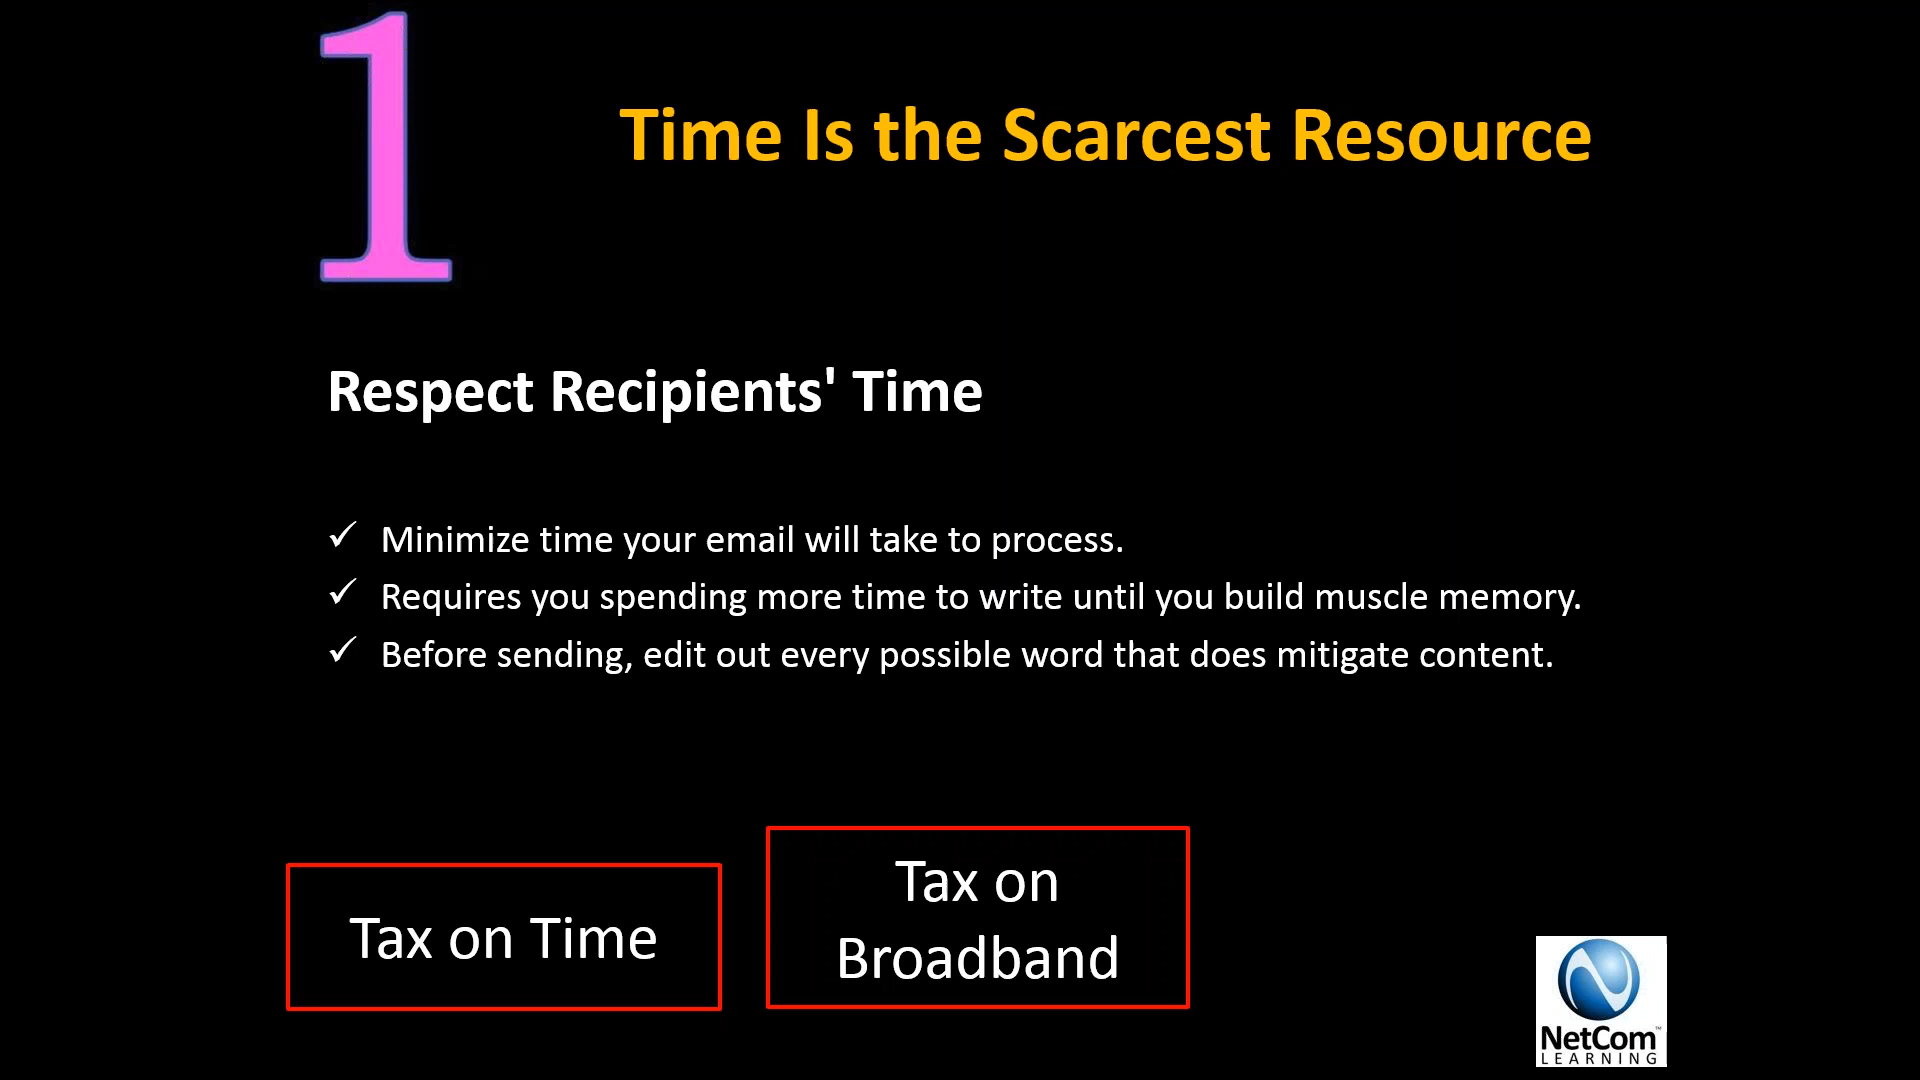 1
Time Is the Scarcest Resource
Respect Recipients' Time
✓ Minimize time your email will take to process.
✓ Requires you spending more time to write until you build muscle memory.
✓ Before sending, edit out every possible word that does mitigate content.
Tax on Time
Tax on
Broadband
NetCom™
LEARNING